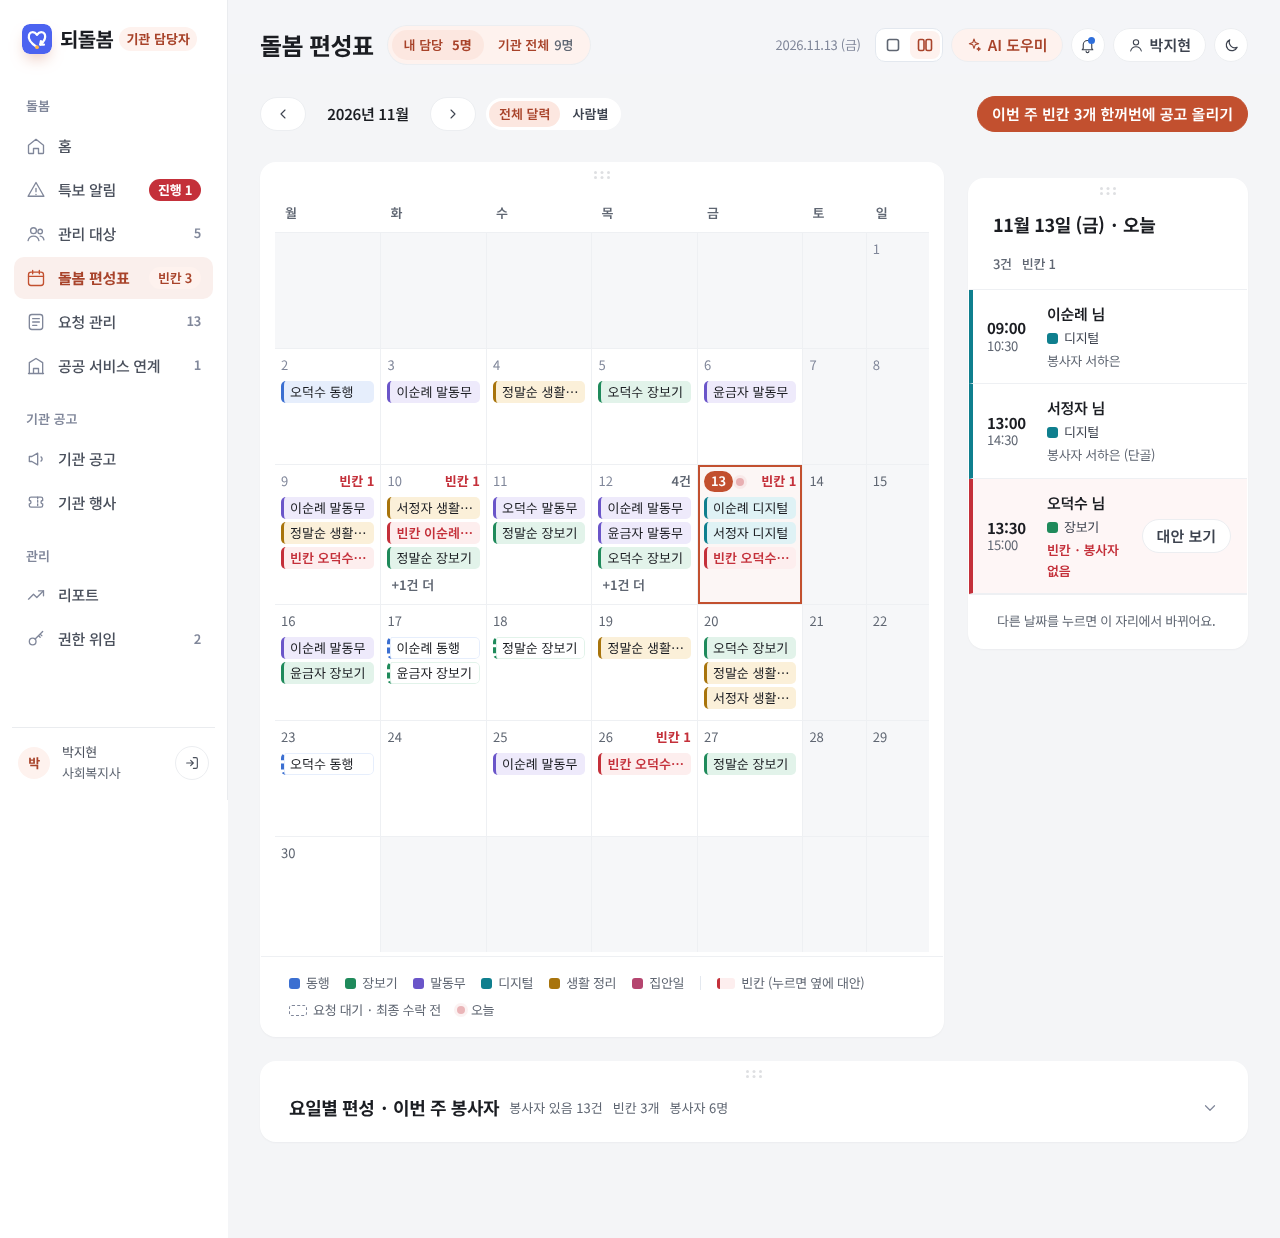 되돌봄 기관 담당자
돌봄
홈
특보 알림 진행 1
관리 대상 5
돌봄 편성표 빈칸 3
요청 관리 13
공공 서비스 연계 1
기관 공고
기관 공고
기관 행사
관리
리포트
권한 위임 2
박 박지현
사회복지사
돌봄 편성표 내 담당 5명 기관 전체 9명 2026.11.13 (금) AI 도우미 박지현
2026년 11월 전체 달력 사람별 이번 주 빈칸 3개 한꺼번에 공고 올리기
월 화 수 목 금 토 일
1
2 3 4 5 6 7 8
오덕수 동행 이순례 말동무 정말순 생활… 오덕수 장보기 윤금자 말동무
9 빈칸 1 10 빈칸 1 11 12 4건 13 빈칸 1 14 15
이순례 말동무 서정자 생활… 오덕수 말동무 이순례 말동무 이순례 디지털
정말순 생활… 빈칸 이순례… 정말순 장보기 윤금자 말동무 서정자 디지털
빈칸 오덕수… 정말순 장보기 오덕수 장보기 빈칸 오덕수…
+1건 더 +1건 더
16 17 18 19 20 21 22
이순례 말동무 이순례 동행 정말순 장보기 정말순 생활… 오덕수 장보기
윤금자 장보기 윤금자 장보기 정말순 생활…
서정자 생활…
23 24 25 26 빈칸 1 27 28 29
오덕수 동행 이순례 말동무 빈칸 오덕수… 정말순 장보기
30
동행 장보기 말동무 디지털 생활 정리 집안일 빈칸 (누르면 옆에 대안)
요청 대기 · 최종 수락 전 오늘
11월 13일 (금) · 오늘
3건 빈칸 1
09:00
10:30
이순례 님
디지털
봉사자 서하은
13:00
14:30
서정자 님
디지털
봉사자 서하은 (단골)
13:30
15:00
오덕수 님
장보기
빈칸 · 봉사자
없음
대안 보기
다른 날짜를 누르면 이 자리에서 바뀌어요.
요일별 편성 · 이번 주 봉사자 봉사자 있음 13건 빈칸 3개 봉사자 6명